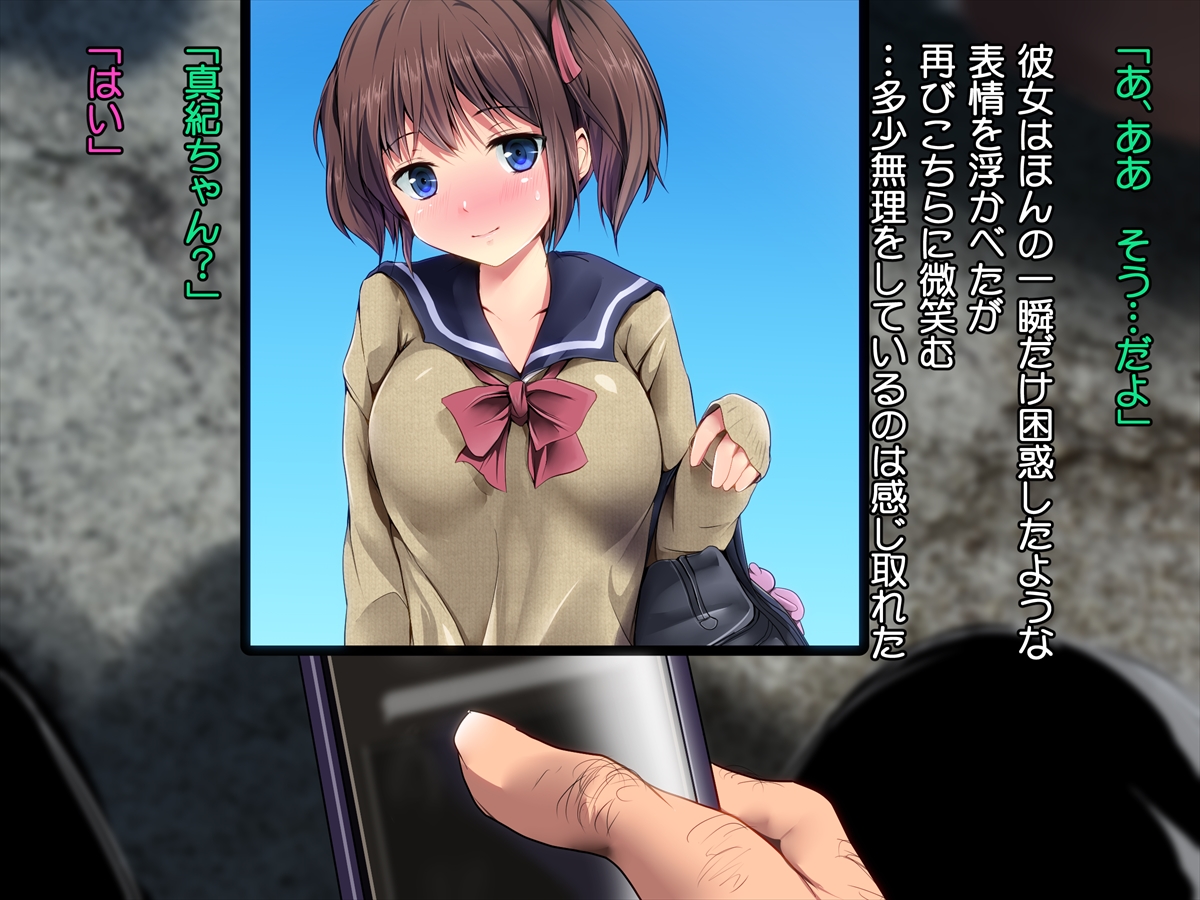 「あ、ああ　そう…だよ」
彼女はほんの一瞬だけ困惑したような
表情を浮かべたが
再びこちらに微笑む
…多少無理をしているのは感じ取れた
「真紀ちゃん？」
「はい」